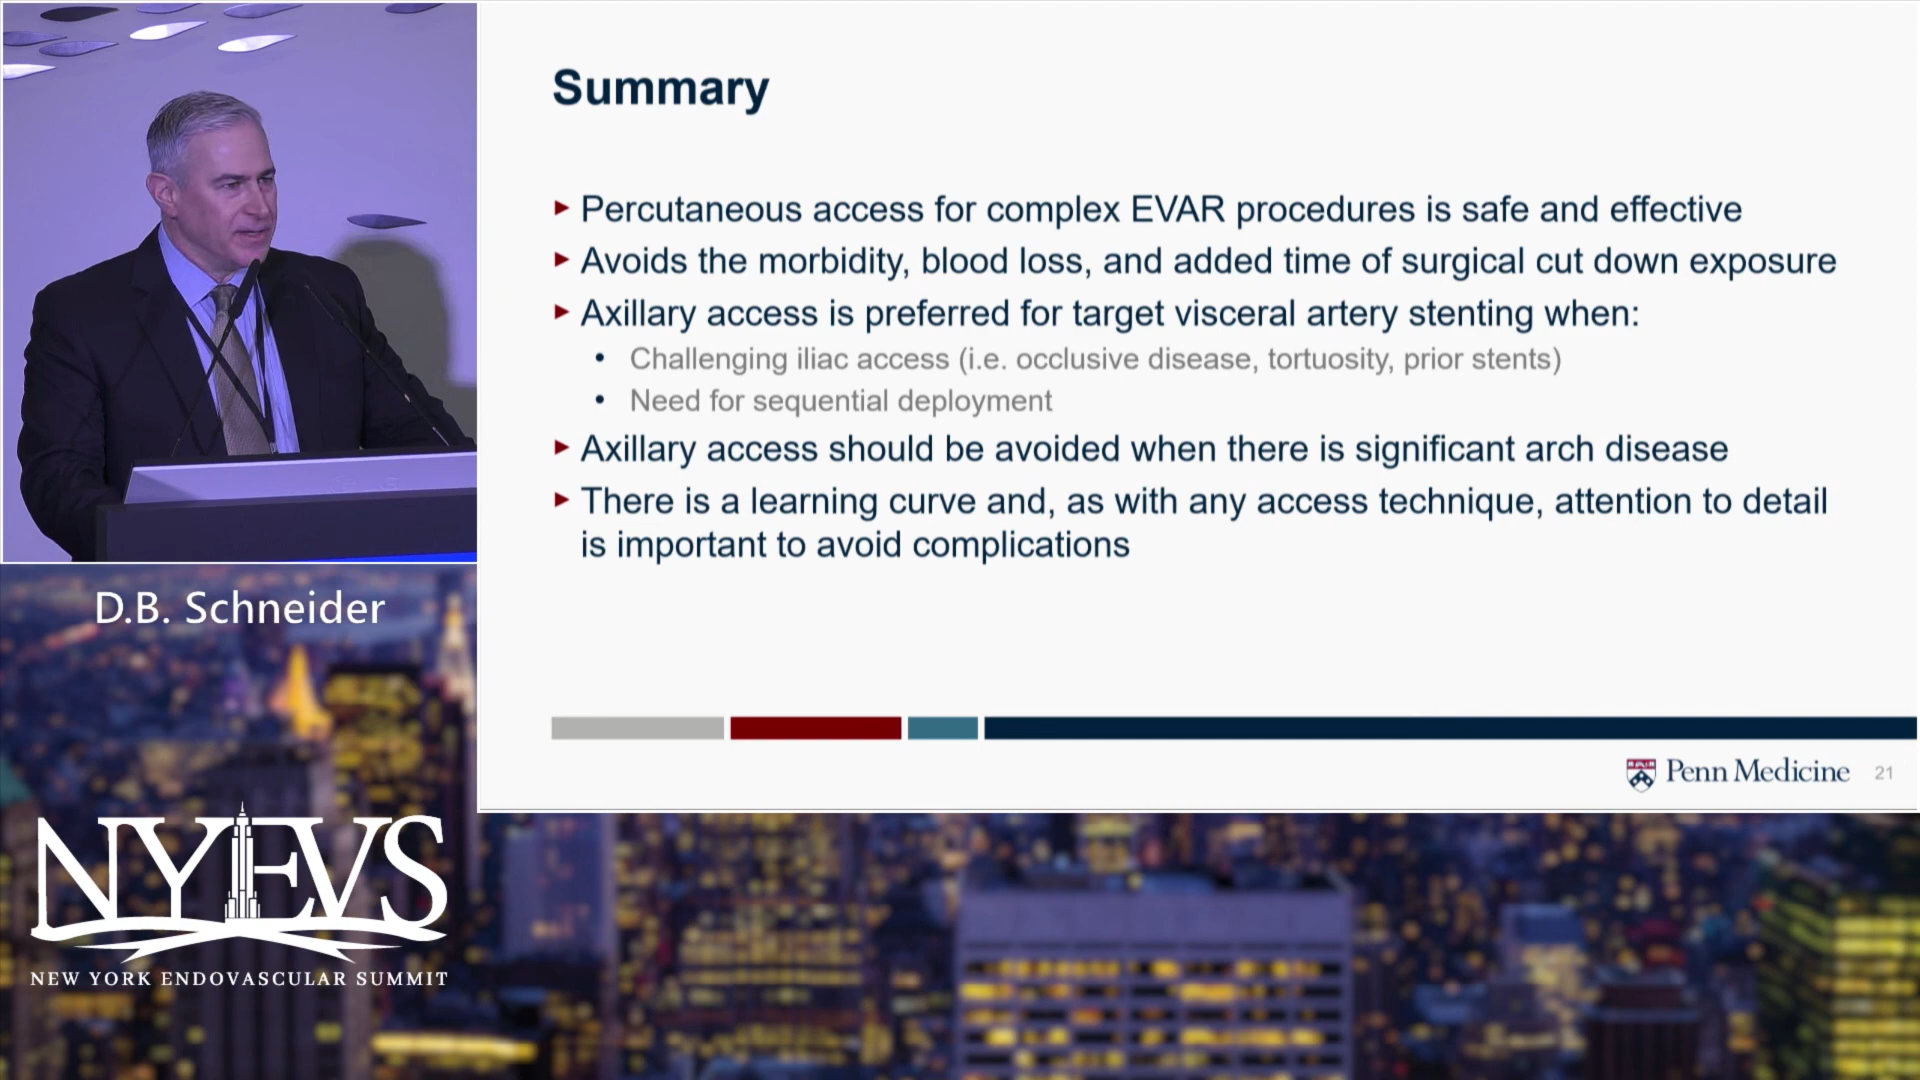 Summary
► Percutaneous access for complex EVAR procedures is safe and effective
► Avoids the morbidity, blood loss, and added time of surgical cut down exposure
► Axillary access is preferred for target visceral artery stenting when:
• Challenging iliac access (i.e. occlusive disease, tortuosity, prior stents)
• Need for sequential deployment
► Axillary access should be avoided when there is significant arch disease
► There is a learning curve and, as with any access technique, attention to detail
is important to avoid complications
Penn Medicine 21
D.B. Schneider
NYEVS
NEW YORK ENDOVASCULAR SUMMIT